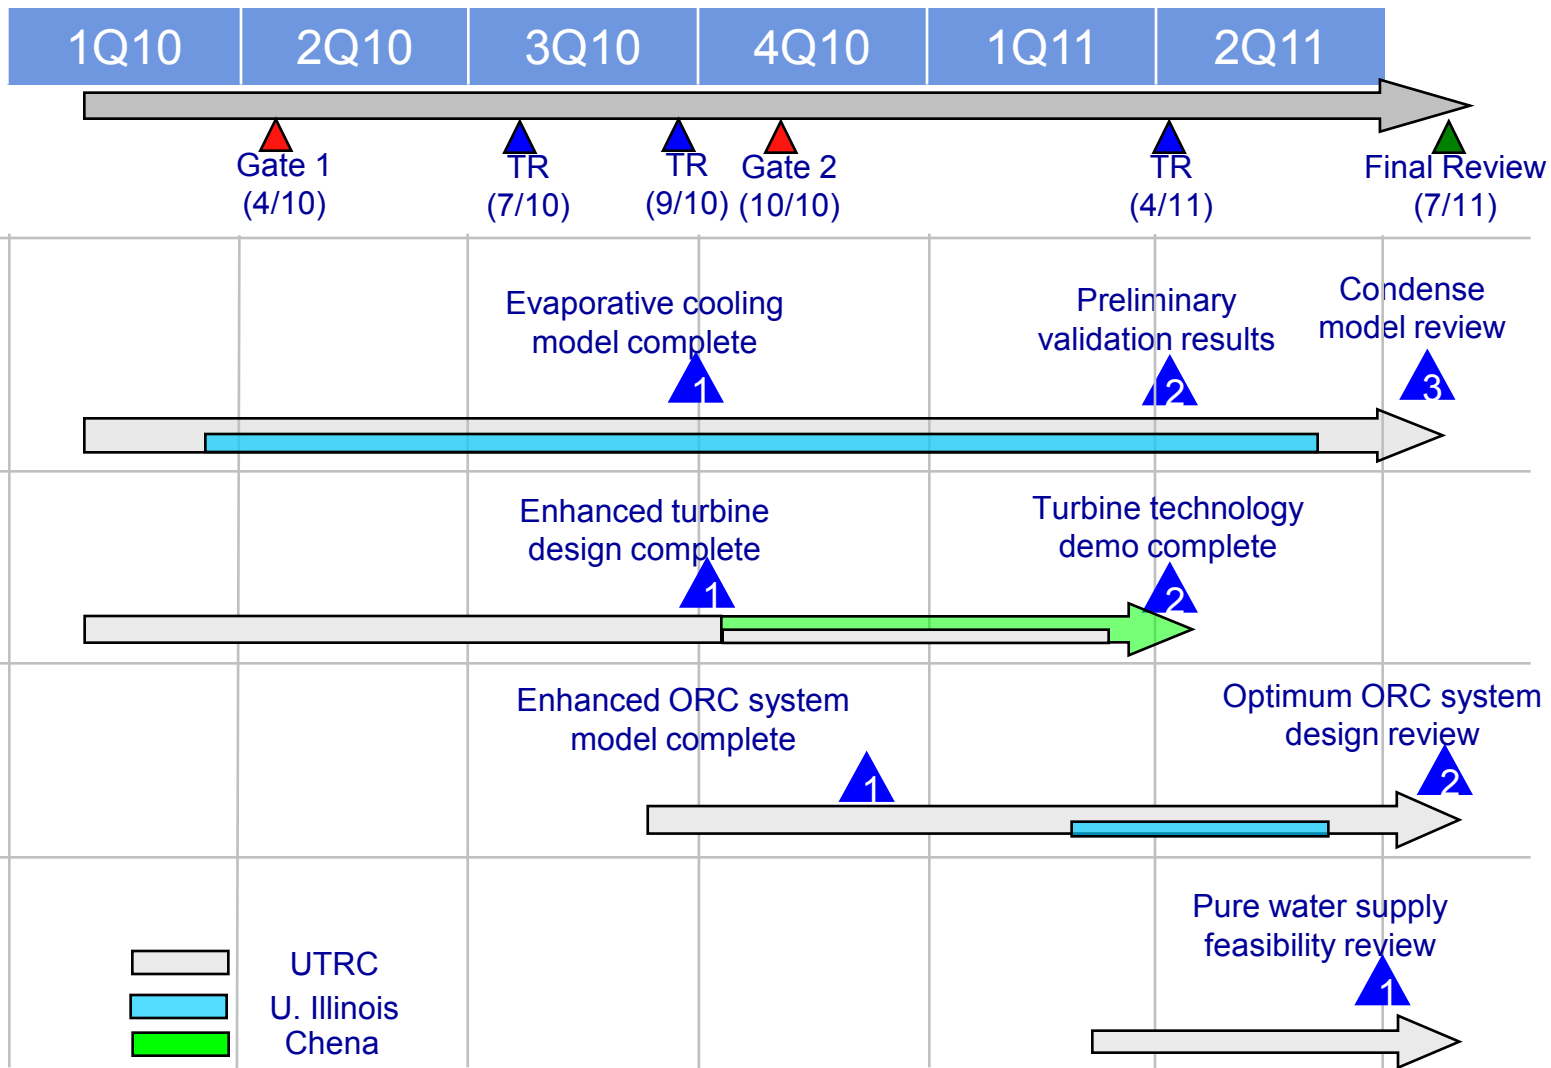 1Q10 2Q10 3Q10 4Q10 1Q11 2Q11
Gate 1
(4/10)
TR
(7/10)
TR
(9/10)
Gate 2
(10/10)
TR
(4/11)
Final Review
(7/11)
Evaporative cooling
model complete
1
Preliminary
validation results
2
Condense
model review
3
Enhanced turbine
design complete
1
Turbine technology
demo complete
2
Enhanced ORC system
model complete
1
Optimum ORC system
design review
2
Pure water supply
feasibility review
1
UTRC
U. Illinois
Chena